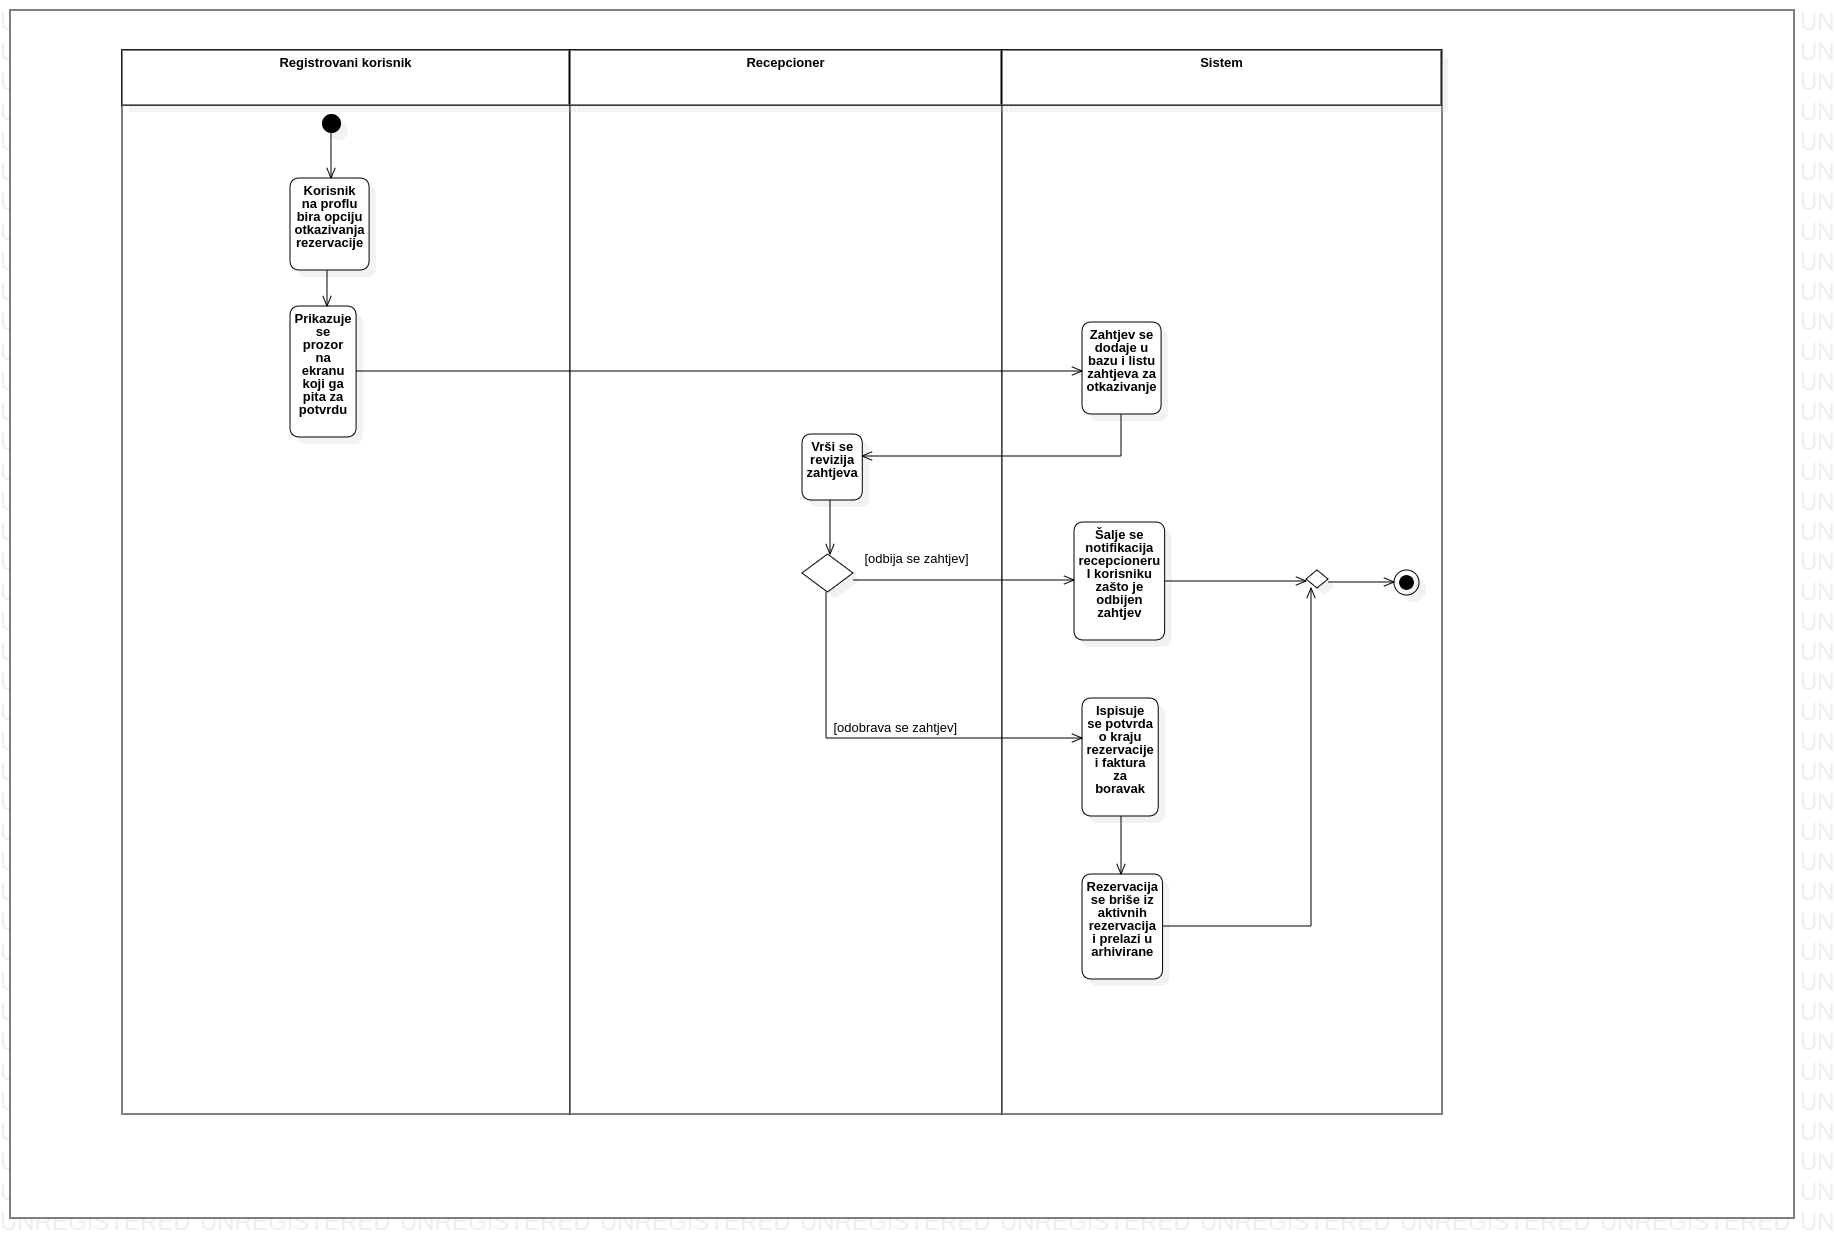 Registrovani korisnik
Recepcioner
Sistem
Korisnik
na proflu
bira opciju
otkazivanja
rezervacije
Prikazuje
se
prozor
na
ekranu
koji ga
pita za
potvrdu
Zahtjev se
dodaje u
bazu i listu
zahtjeva za
otkazivanje
Vrši se
revizija
zahtjeva
[odbija se zahtjev]
Šalje se
notifikacija
recepcioneru
I korisniku
zašto je
odbijen
zahtjev
[odobrava se zahtjev]
Ispisuje
se potvrda
o kraju
rezervacije
i faktura
za
boravak
Rezervacija
se briše iz
aktivnih
rezervacija
i prelazi u
arhivirane
UNREGISTERED UNREGISTERED UNREGISTERED UNREGISTERED UNREGISTERED UNREGISTERED UNREGISTERED UNREGISTERED UNREGISTERED UN